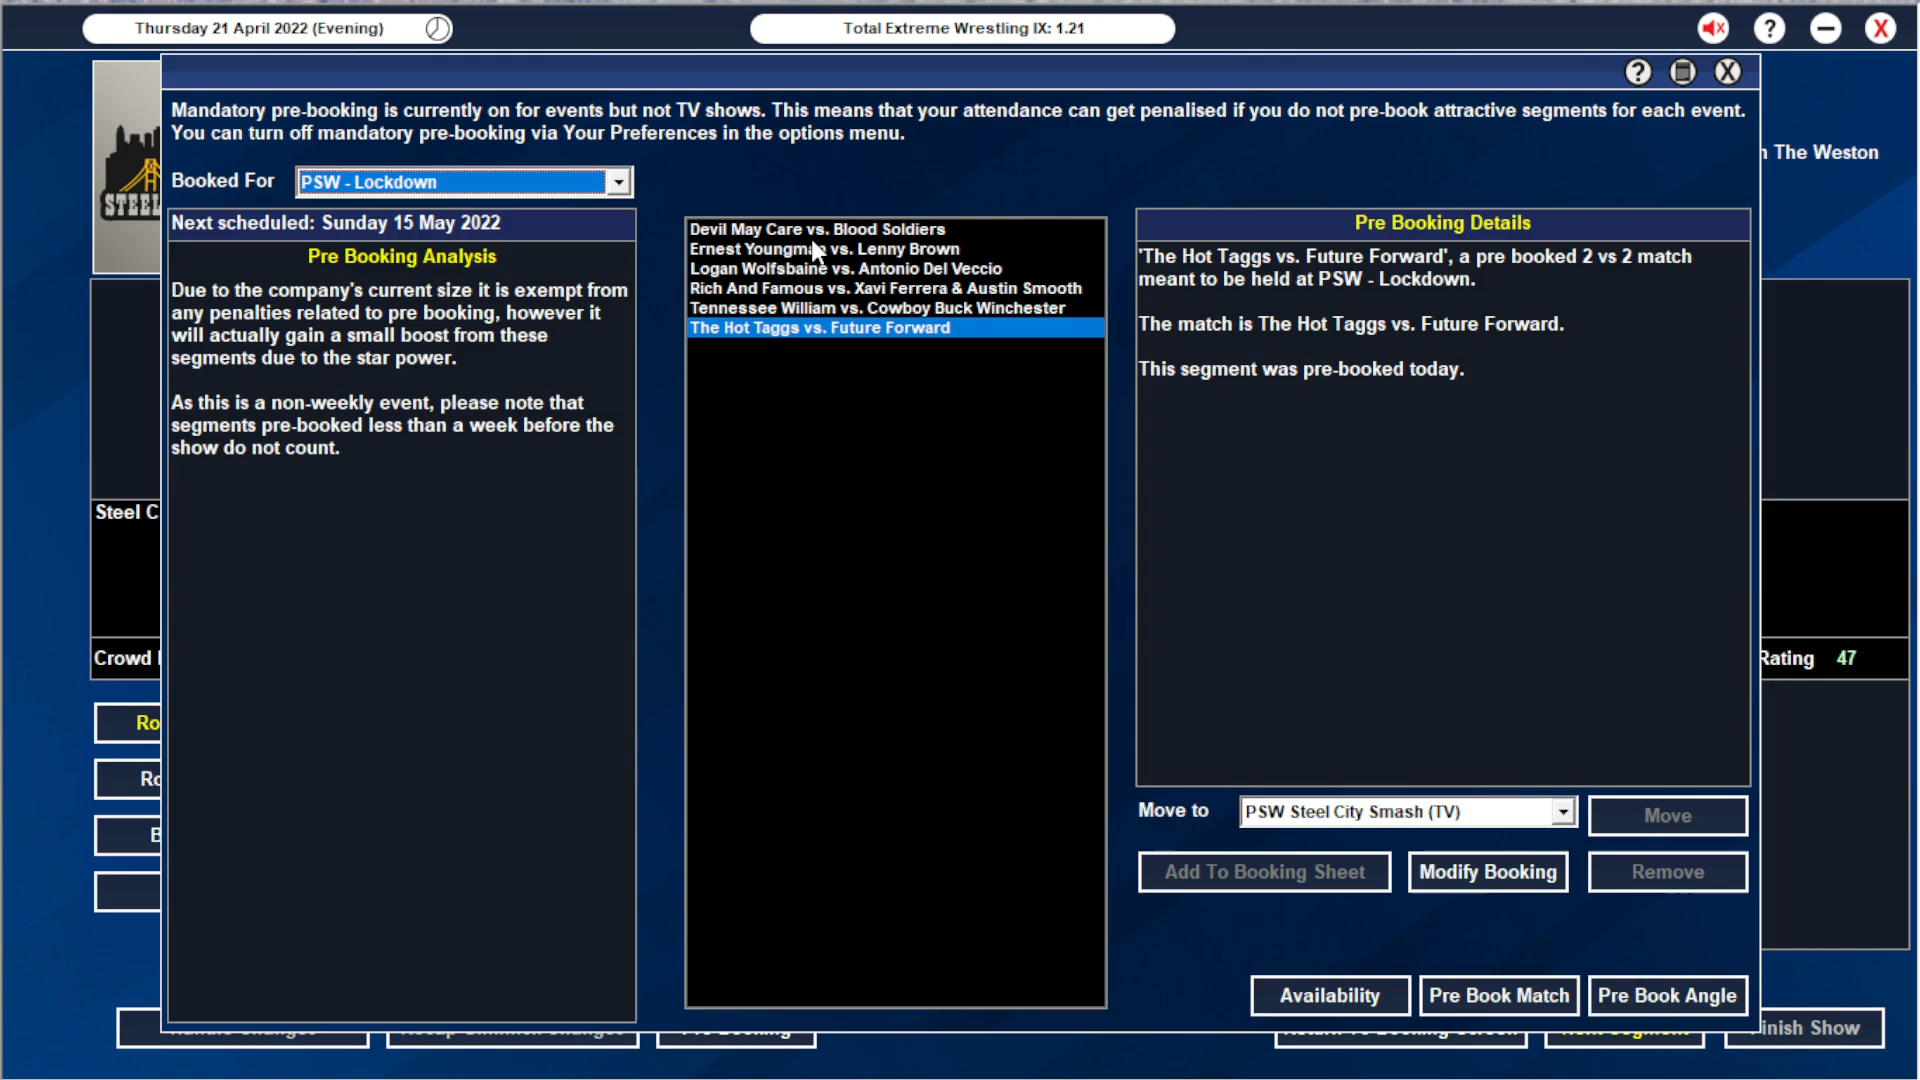 Thursday 21 April 2022 (Evening)
Total Extreme Wrestling IX: 1.21
Mandatory pre-booking is currently on for events but not TV shows. This means that your attendance can get penalised if you do not pre-book attractive segments for each event.
You can turn off mandatory pre-booking via Your Preferences in the options menu.
The Weston
Booked For
PSW - Lockdown
Next scheduled: Sunday 15 May 2022
Pre Booking Analysis
Due to the company's current size it is exempt from
any penalties related to pre booking, however it
will actually gain a small boost from these
segments due to the star power.
As this is a non-weekly event, please note that
segments pre-booked less than a week before the
show do not count.
Devil May Care vs. Blood Soldiers
Ernest Youngman vs. Lenny Brown
Logan Wolfsbaine vs. Antonio Del Veccio
Rich And Famous vs. Xavi Ferrera & Austin Smooth
Tennessee William vs. Cowboy Buck Winchester
The Hot Taggs vs. Future Forward
Pre Booking Details
'The Hot Taggs vs. Future Forward', a pre booked 2 vs 2 match
meant to be held at PSW - Lockdown.
The match is The Hot Taggs vs. Future Forward.
This segment was pre-booked today.
STEEL
Steel C
Crowd
Rating 47
Ro
Ro
B
Move to
PSW Steel City Smash (TV)
Move
Add To Booking Sheet
Modify Booking
Remove
Availability
Pre Book Match
Pre Book Angle
inish Show